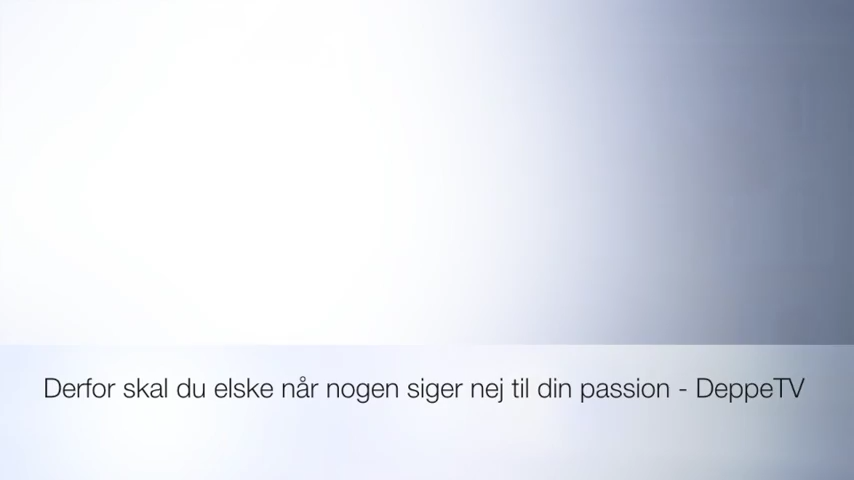 Derfor skal du elske når nogen siger nej til din passion - DeppeTV